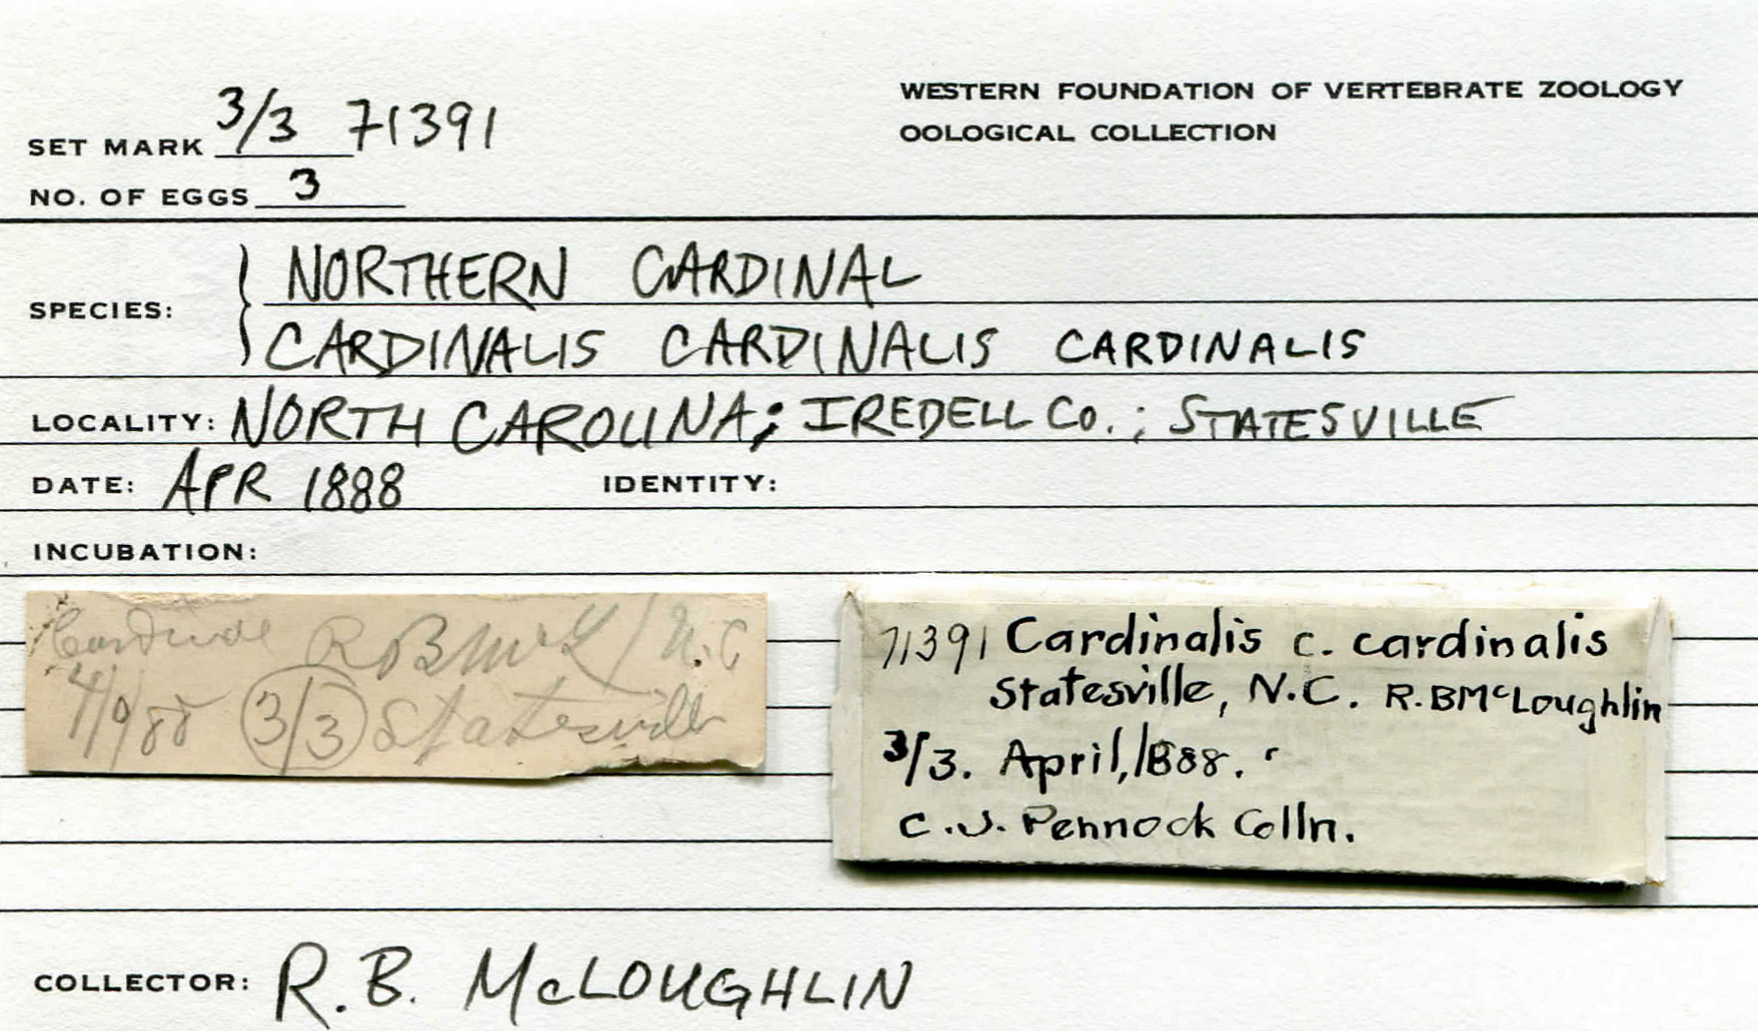 WESTERN FOUNDATION OF VERTEBRATE ZOOLOGY
OOLOGICAL COLLECTION
SET MARK 3/3 71391
NO. OF EGGS 3
SPECIES: NORTHERN CARDINAL
CARDINALIS CARDINALIS CARDINALIS
LOCALITY: NORTH CAROLINA; IREDELL CO.; STATESVILLE
DATE: APR 1888 IDENTITY:
INCUBATION:
Cardinal R B McL / N.C
4/9/88 3/3 Statesville
71391 Cardinalis c. cardinalis
Statesville, N.C. R.B McLoughlin
3/3. April, 1888.
C.J. Pennock Colln.
COLLECTOR: R.B. McLOUGHLIN